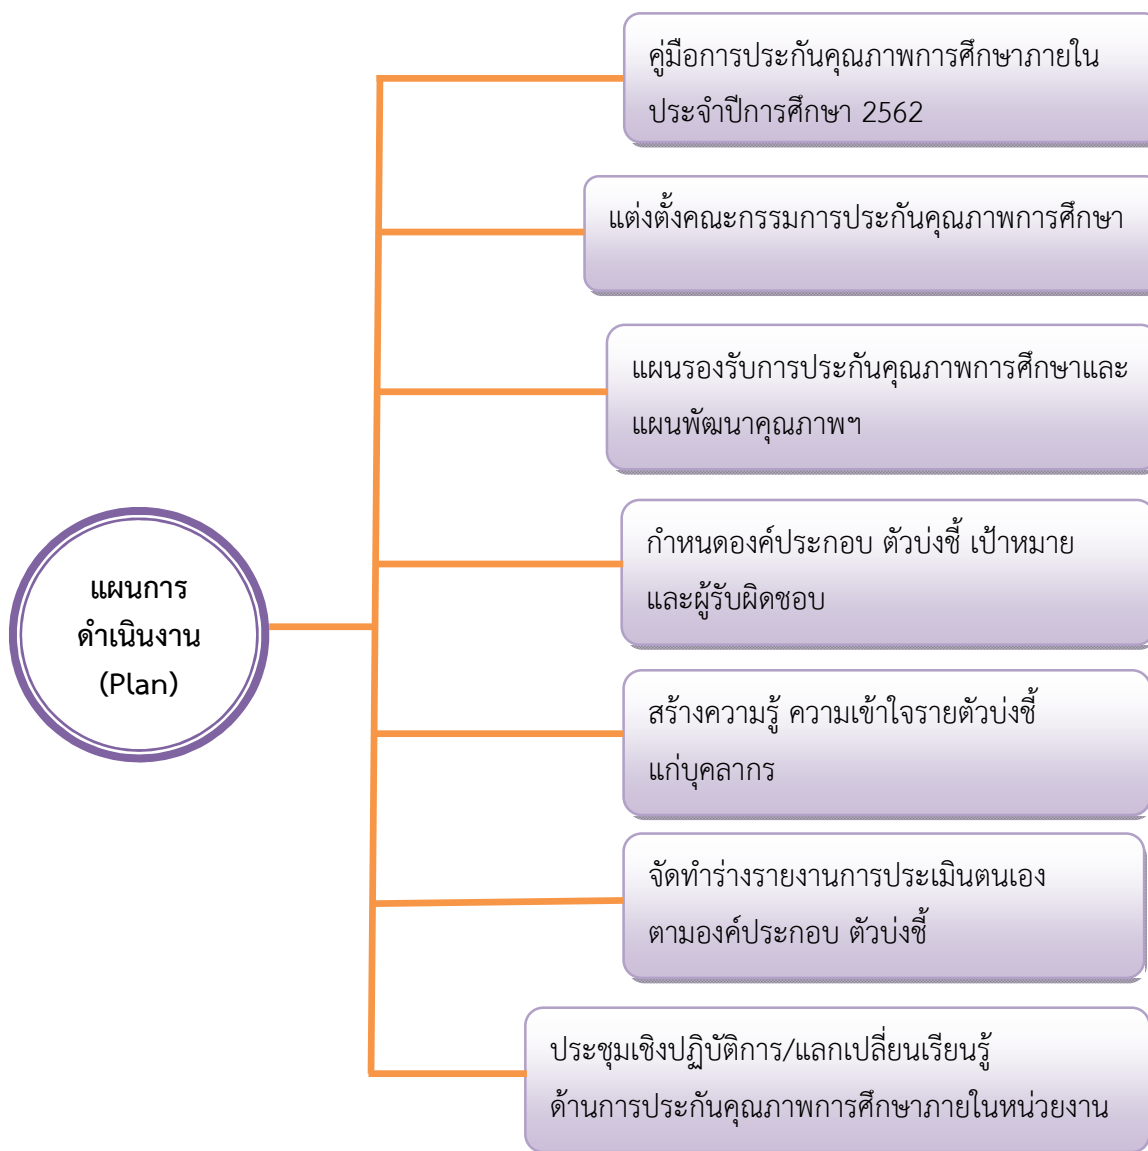 คู่มือการประกันคุณภาพการศึกษาภายใน
ประจำปีการศึกษา 2562
แต่งตั้งคณะกรรมการประกันคุณภาพการศึกษา
แผนรองรับการประกันคุณภาพการศึกษาและ
แผนพัฒนาคุณภาพฯ
กำหนดองค์ประกอบ ตัวบ่งชี้ เป้าหมาย
และผู้รับผิดชอบ
แผนการ
ดำเนินงาน
(Plan)
สร้างความรู้ ความเข้าใจรายตัวบ่งชี้
แก่บุคลากร
จัดทำร่างรายงานการประเมินตนเอง
ตามองค์ประกอบ ตัวบ่งชี้
ประชุมเชิงปฏิบัติการ/แลกเปลี่ยนเรียนรู้
ด้านการประกันคุณภาพการศึกษาภายในหน่วยงาน